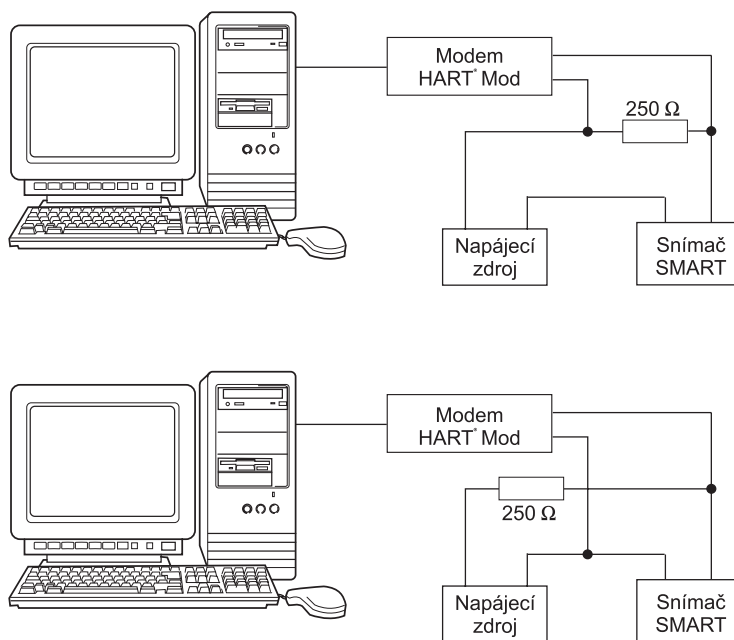 Modem
HART* Mod
250 Ω
Napájecí
zdroj
Snímač
SMART
Modem
HART* Mod
250 Ω
Napájecí
zdroj
Snímač
SMART